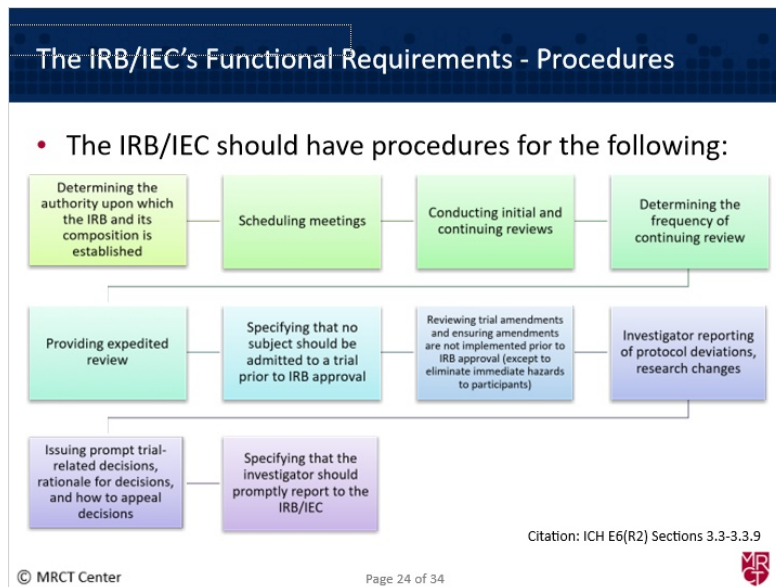 The IRB/IEC's Functional Requirements - Procedures
• The IRB/IEC should have procedures for the following:
Determining the
authority upon which
the IRB and its
composition is
established
Scheduling meetings
Conducting initial and
continuing reviews
Determining the
frequency of
continuing review
Providing expedited
review
Specifying that no
subject should be
admitted to a trial
prior to IRB approval
Reviewing trial amendments
and ensuring amendments
are not implemented prior to
IRB approval (except to
eliminate immediate hazards
to participants)
Investigator reporting
of protocol deviations,
research changes
Issuing prompt trial-
related decisions,
rationale for decisions,
and how to appeal
decisions
Specifying that the
investigator should
promptly report to the
IRB/IEC
Citation: ICH E6(R2) Sections 3.3-3.3.9
© MRCT Center
Page 24 of 34
MR
CT